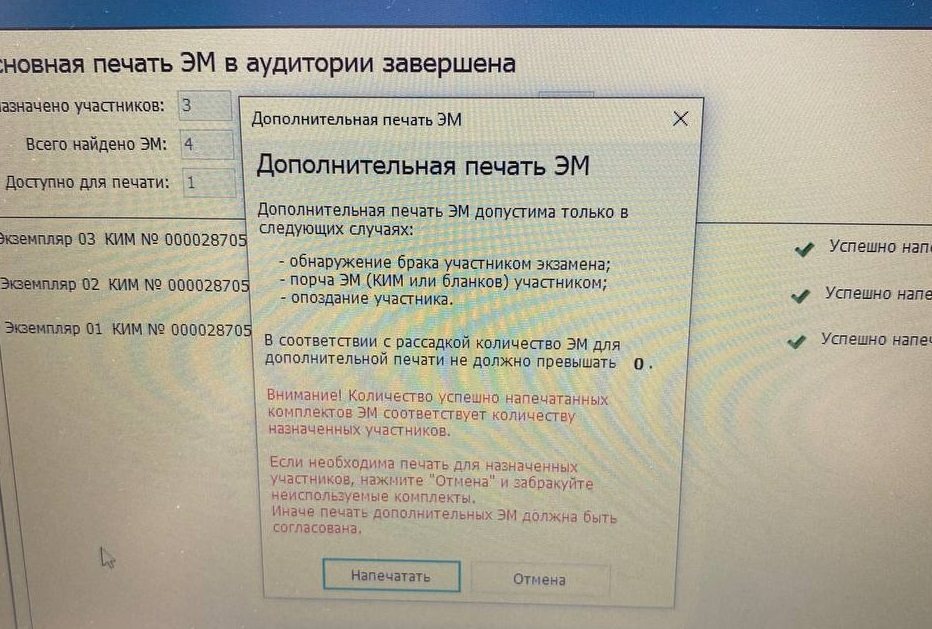 сновная печать ЭМ в аудитории завершена
азначено участников: 3
Всего найдено ЭМ: 4
Доступно для печати: 1
Экземпляр 03 КИМ № 000028705
Успешно
Экземпляр 02 КИМ № 000028705
Успешно
Экземпляр 01 КИМ № 000028705
Успешно
Дополнительная печать ЭМ
Дополнительная печать ЭМ
Дополнительная печать ЭМ допустима только в
следующих случаях:
- обнаружение брака участником экзамена;
- порча ЭМ (КИМ или бланков) участником;
- опоздание участника.
В соответствии с рассадкой количество ЭМ для
дополнительной печати не должно превышать 0 .
Внимание! Количество успешно напечатанных
комплектов ЭМ соответствует количеству
назначенных участников.
Если необходима печать для назначенных
участников, нажмите "Отмена" и забракуйте
неиспользуемые комплекты.
Иначе печать дополнительных ЭМ должна быть
согласована.
Напечатать
Отмена